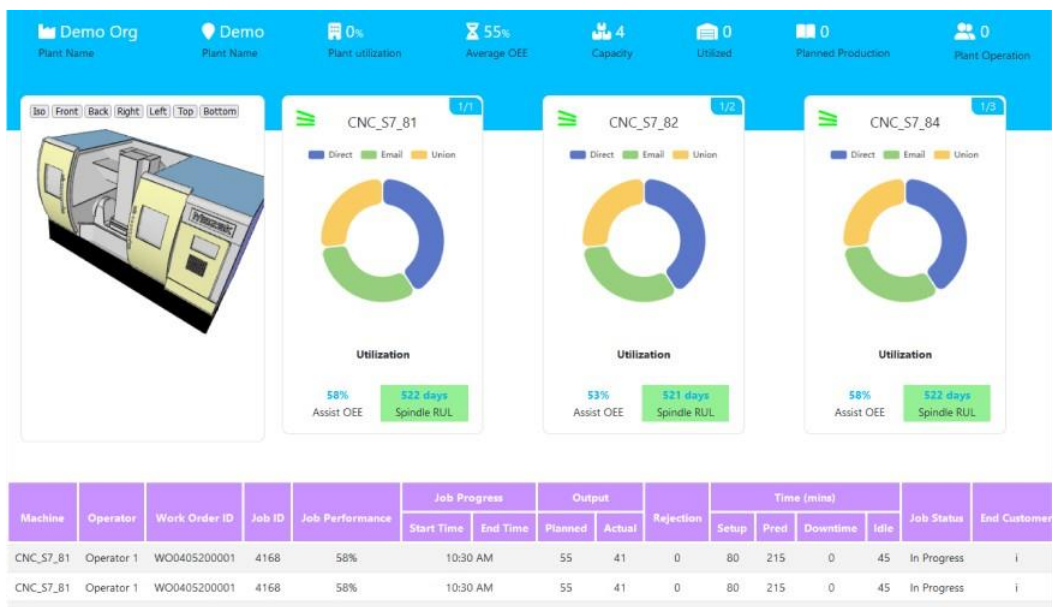 Demo Org Demo 0% 55% 4 0 0 0
Plant Name Plant Name Plant utilization Average OEE Capacity Utilized Planned Production Plant Operation
Iso Front Back Right Left Top Bottom
1/1
CNC_S7_81
Direct Email Union
Utilization
58% 522 days
Assist OEE Spindle RUL
1/2
CNC_S7_82
Direct Email Union
Utilization
53% 521 days
Assist OEE Spindle RUL
1/3
CNC_S7_84
Direct Email Union
Utilization
58% 522 days
Assist OEE Spindle RUL
Machine Operator Work Order ID Job ID Job Performance Job Progress Output Rejection Time (mins) Job Status End Customer
Start Time End Time Planned Actual Setup Pred Downtime Idle
CNC_S7_81 Operator 1 WO0405200001 4168 58% 10:30 AM 55 41 0 80 215 0 45 In Progress i
CNC_S7_81 Operator 1 WO0405200001 4168 58% 10:30 AM 55 41 0 80 215 0 45 In Progress i